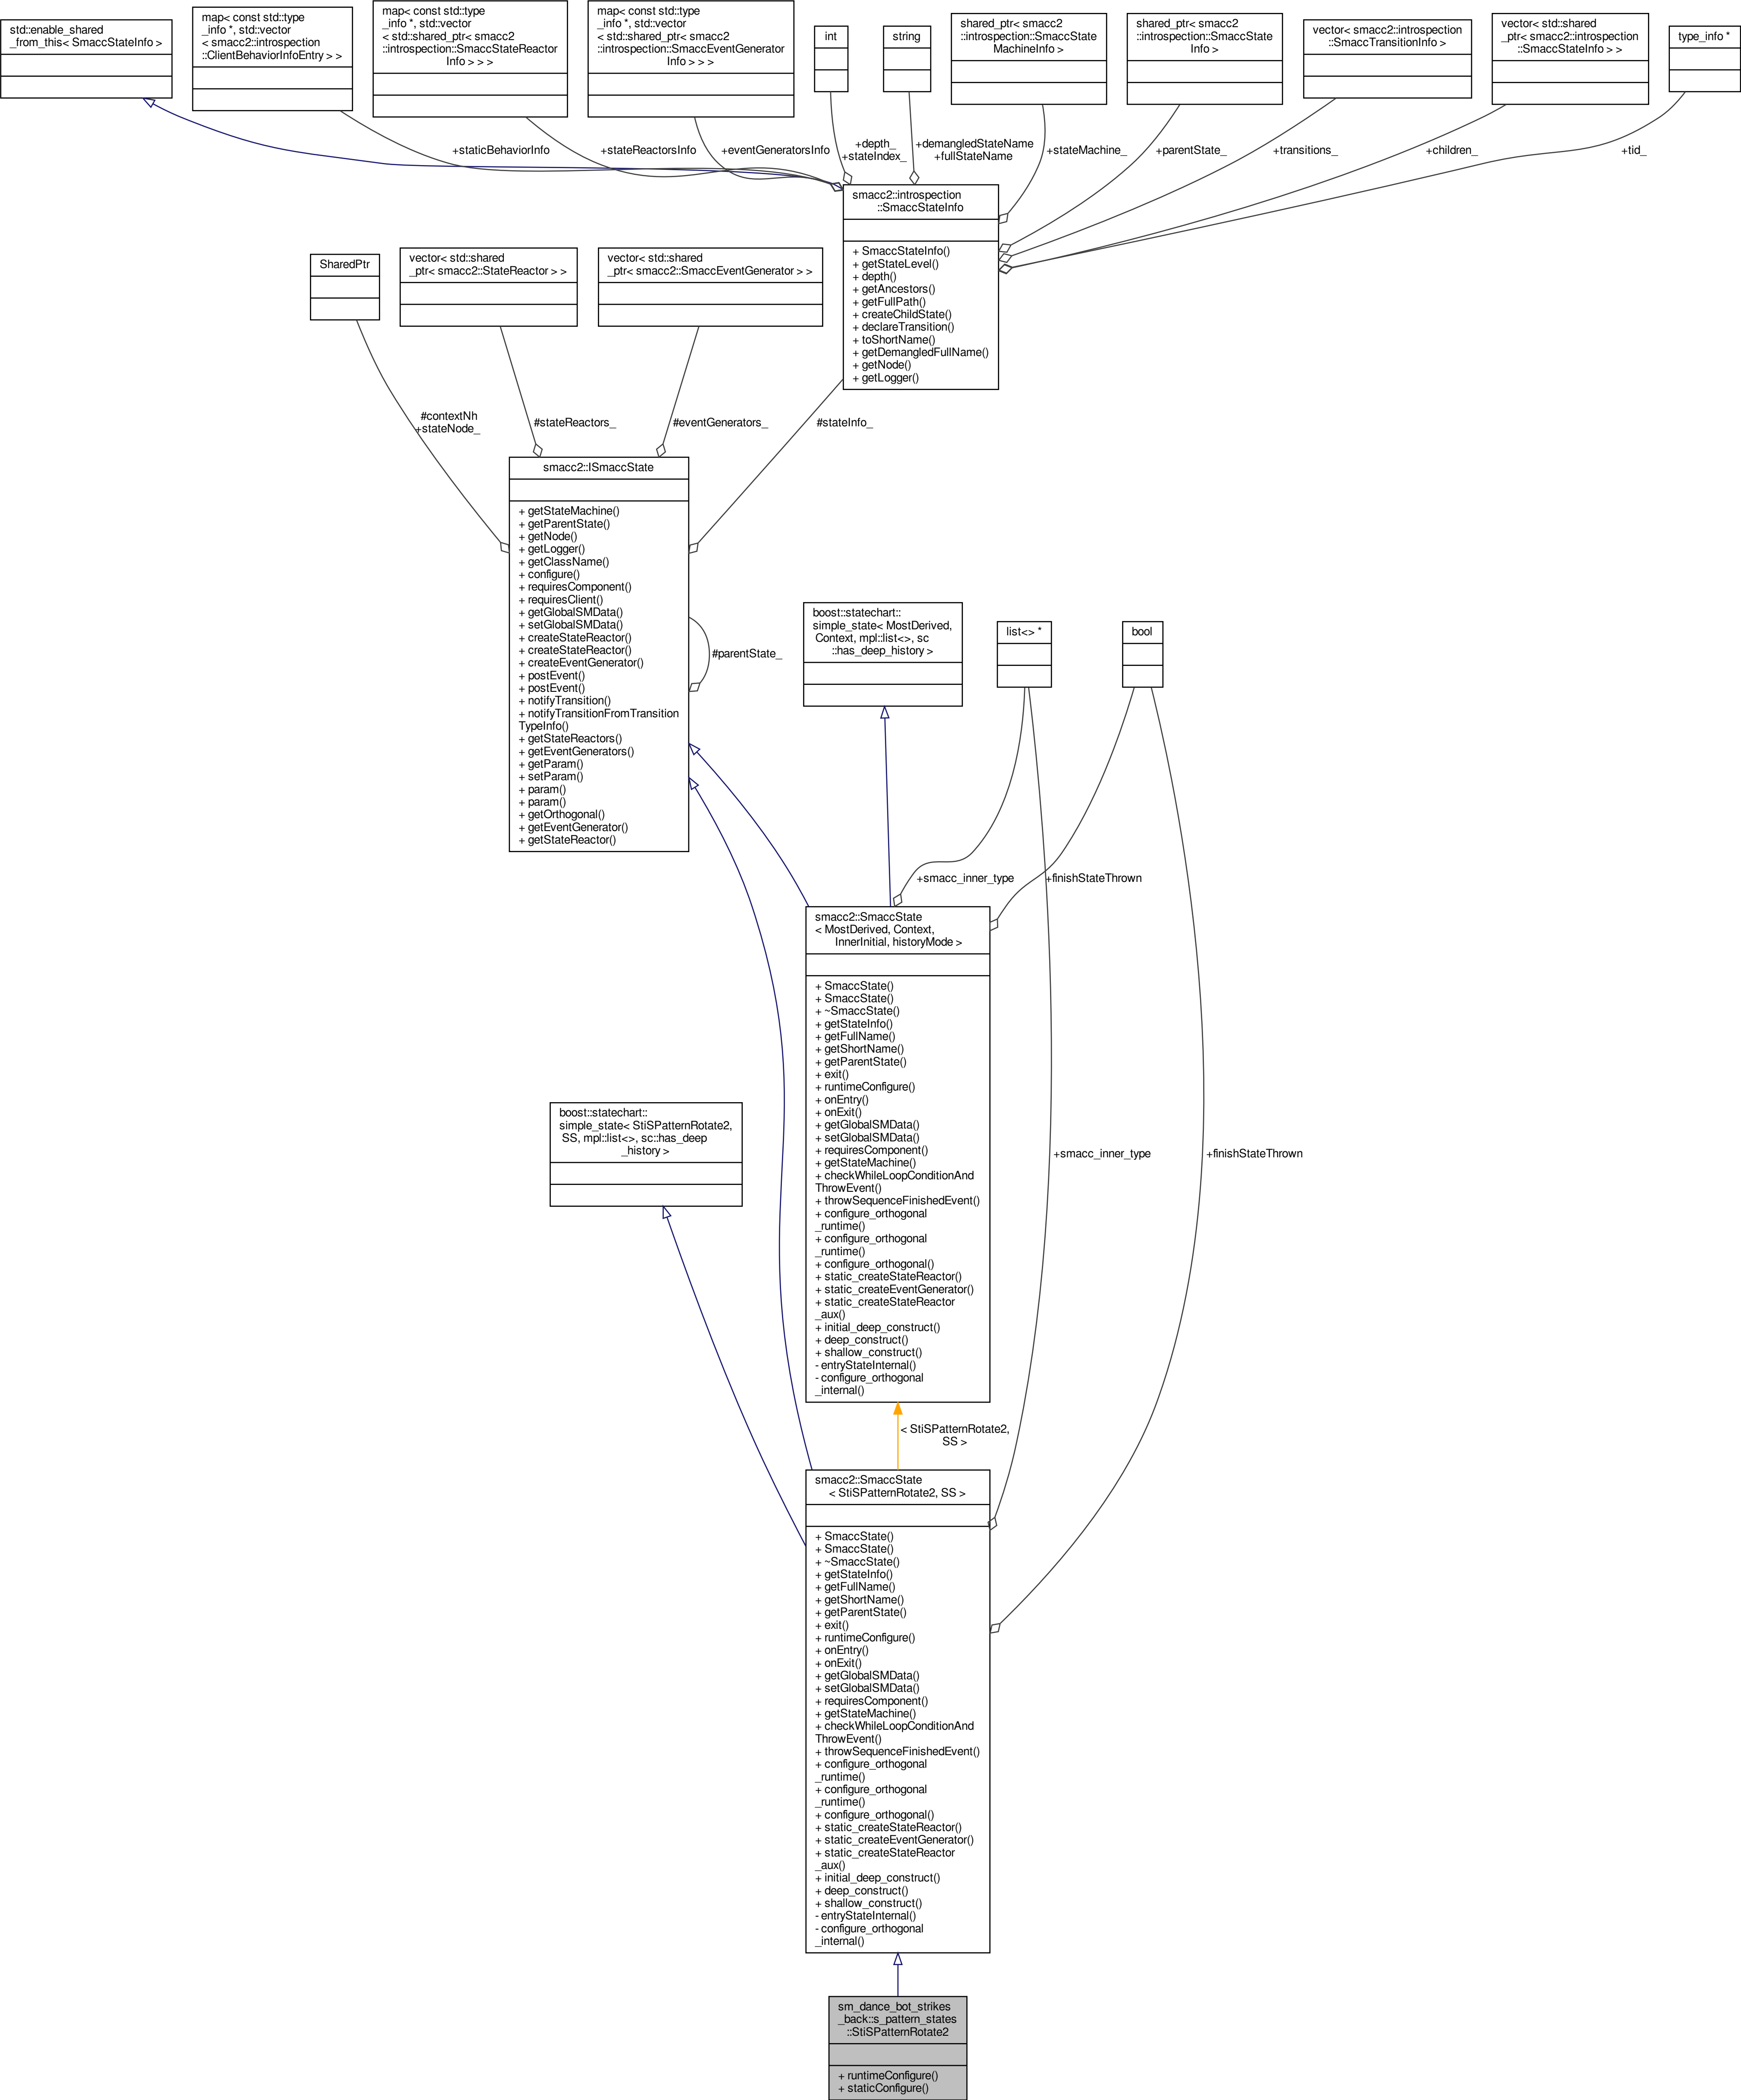 std::enable_shared
_from_this< SmaccStateInfo >
map< const std::type
_info *, std::vector
< smacc2::introspection
::ClientBehaviorInfoEntry > >
map< const std::type
_info *, std::vector
< std::shared_ptr< smacc2
::introspection::SmaccStateReactor
Info > > >
map< const std::type
_info *, std::vector
< std::shared_ptr< smacc2
::introspection::SmaccEventGenerator
Info > > >
int
string
shared_ptr< smacc2
::introspection::SmaccState
MachineInfo >
shared_ptr< smacc2
::introspection::SmaccState
Info >
vector< smacc2::introspection
::SmaccTransitionInfo >
vector< std::shared
_ptr< smacc2::introspection
::SmaccStateInfo > >
type_info *
+staticBehaviorInfo
+stateReactorsInfo
+eventGeneratorsInfo
+depth_
+stateIndex_
+demangledStateName
+fullStateName
+stateMachine_
+parentState_
+transitions_
+children_
+tid_
smacc2::introspection
::SmaccStateInfo
+ SmaccStateInfo()
+ getStateLevel()
+ depth()
+ getAncestors()
+ getFullPath()
+ createChildState()
+ declareTransition()
+ toShortName()
+ getDemangledFullName()
+ getNode()
+ getLogger()
SharedPtr
vector< std::shared
_ptr< smacc2::StateReactor > >
vector< std::shared
_ptr< smacc2::SmaccEventGenerator > >
#contextNh
+stateNode_
#stateReactors_
#eventGenerators_
#stateInfo_
smacc2::ISmaccState
+ getStateMachine()
+ getParentState()
+ getNode()
+ getLogger()
+ getClassName()
+ configure()
+ requiresComponent()
+ requiresClient()
+ getGlobalSMData()
+ setGlobalSMData()
+ createStateReactor()
+ createStateReactor()
+ createEventGenerator()
+ postEvent()
+ postEvent()
+ notifyTransition()
+ notifyTransitionFromTransition
TypeInfo()
+ getStateReactors()
+ getEventGenerators()
+ getParam()
+ setParam()
+ param()
+ param()
+ getOrthogonal()
+ getEventGenerator()
+ getStateReactor()
#parentState_
boost::statechart::
simple_state< MostDerived,
Context, mpl::list<>, sc
::has_deep_history >
list<> *
bool
+smacc_inner_type
+finishStateThrown
smacc2::SmaccState
< MostDerived, Context,
InnerInitial, historyMode >
+ SmaccState()
+ SmaccState()
+ ~SmaccState()
+ getStateInfo()
+ getFullName()
+ getShortName()
+ getParentState()
+ exit()
+ runtimeConfigure()
+ onEntry()
+ onExit()
+ getGlobalSMData()
+ setGlobalSMData()
+ requiresComponent()
+ getStateMachine()
+ checkWhileLoopConditionAnd
ThrowEvent()
+ throwSequenceFinishedEvent()
+ configure_orthogonal
_runtime()
+ configure_orthogonal
_runtime()
+ configure_orthogonal()
+ static_createStateReactor()
+ static_createEventGenerator()
+ static_createStateReactor
_aux()
+ initial_deep_construct()
+ deep_construct()
+ shallow_construct()
- entryStateInternal()
- configure_orthogonal
_internal()
boost::statechart::
simple_state< StiSPatternRotate2,
SS, mpl::list<>, sc::has_deep
_history >
+smacc_inner_type
+finishStateThrown
< StiSPatternRotate2,
SS >
smacc2::SmaccState
< StiSPatternRotate2, SS >
+ SmaccState()
+ SmaccState()
+ ~SmaccState()
+ getStateInfo()
+ getFullName()
+ getShortName()
+ getParentState()
+ exit()
+ runtimeConfigure()
+ onEntry()
+ onExit()
+ getGlobalSMData()
+ setGlobalSMData()
+ requiresComponent()
+ getStateMachine()
+ checkWhileLoopConditionAnd
ThrowEvent()
+ throwSequenceFinishedEvent()
+ configure_orthogonal
_runtime()
+ configure_orthogonal
_runtime()
+ configure_orthogonal()
+ static_createStateReactor()
+ static_createEventGenerator()
+ static_createStateReactor
_aux()
+ initial_deep_construct()
+ deep_construct()
+ shallow_construct()
- entryStateInternal()
- configure_orthogonal
_internal()
sm_dance_bot_strikes
_back::s_pattern_states
::StiSPatternRotate2
+ runtimeConfigure()
+ staticConfigure()